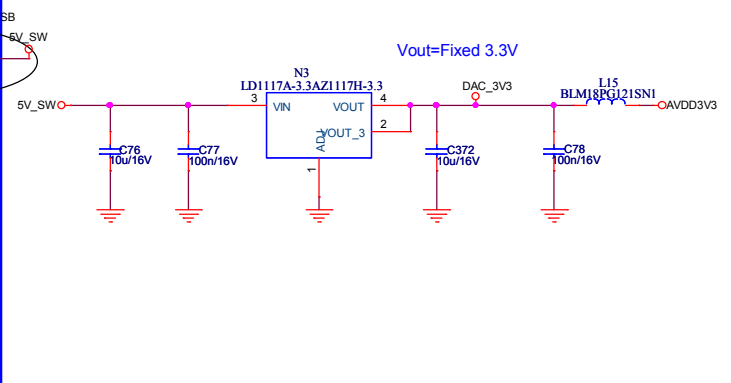 SB
5V_SW
Vout=Fixed 3.3V
N3
LD1117A-3.3AZ1117H-3.3
DAC_3V3
L15
BLM18PG121SN1
5V_SW
3
VIN
VOUT
4
AVDD3V3
ADJ
VOUT_3
2
1
C76
10u/16V
C77
100n/16V
C372
10u/16V
C78
100n/16V